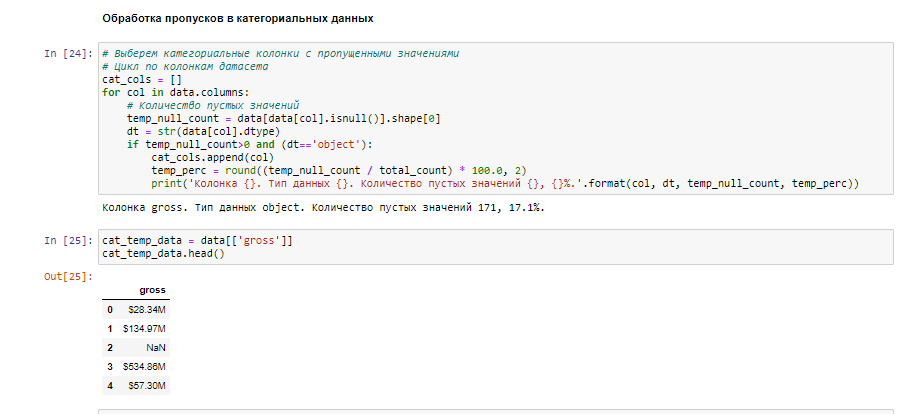 Обработка пропусков в категориальных данных
In [24]: # Выберем категориальные колонки с пропущенными значениями
# Цикл по колонкам датасета
cat_cols = []
for col in data.columns:
    # Количество пустых значений
    temp_null_count = data[data[col].isnull()].shape[0]
    dt = str(data[col].dtype)
    if temp_null_count>0 and (dt=='object'):
        cat_cols.append(col)
        temp_perc = round((temp_null_count / total_count) * 100.0, 2)
        print('Колонка {}. Тип данных {}. Количество пустых значений {}, {}%.'.format(col, dt, temp_null_count, temp_perc))
Колонка gross. Тип данных object. Количество пустых значений 171, 17.1%.
In [25]: cat_temp_data = data[['gross']]
cat_temp_data.head()
Out[25]:
gross
0 $28.34M
1 $134.97M
2 NaN
3 $534.86M
4 $57.30M